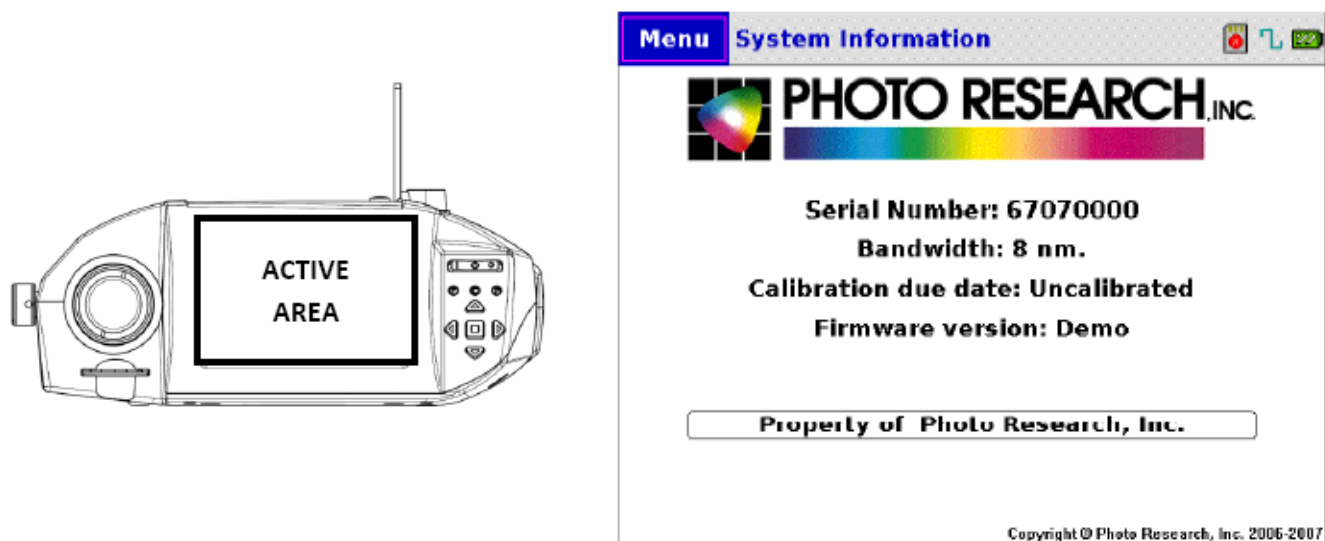 ACTIVE
AREA
Menu System Information
PHOTO RESEARCH, INC.
Serial Number: 67070000
Bandwidth: 8 nm.
Calibration due date: Uncalibrated
Firmware version: Demo
Property of Photo Research, Inc.
Copyright © Photo Research, Inc. 2006-2007